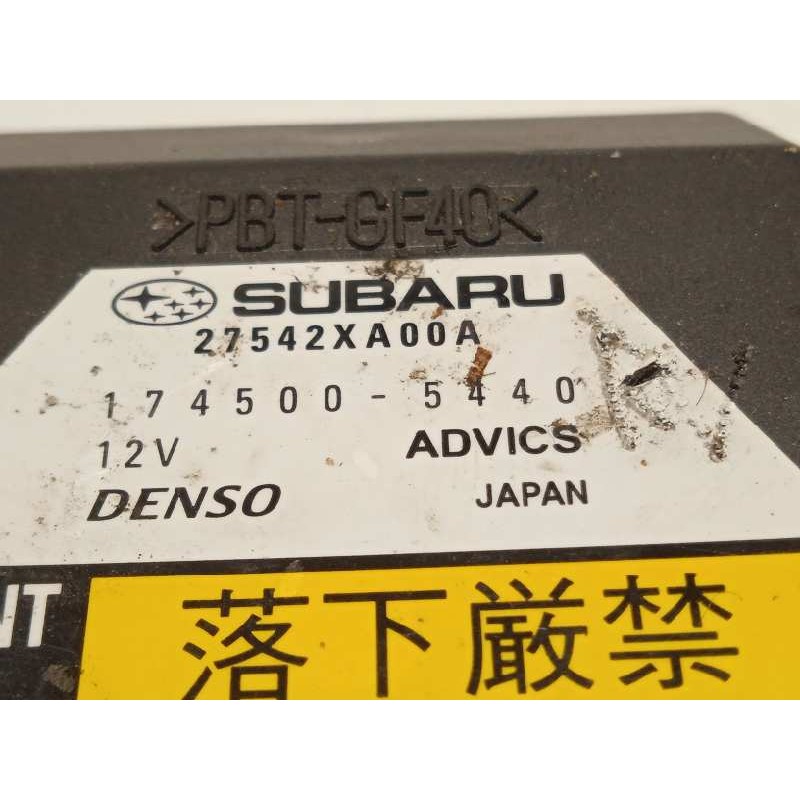 >PBT-GF40<
SUBARU
27542XA00A
174500-5440
12V ADVICS
DENSO JAPAN
NT
落下厳禁